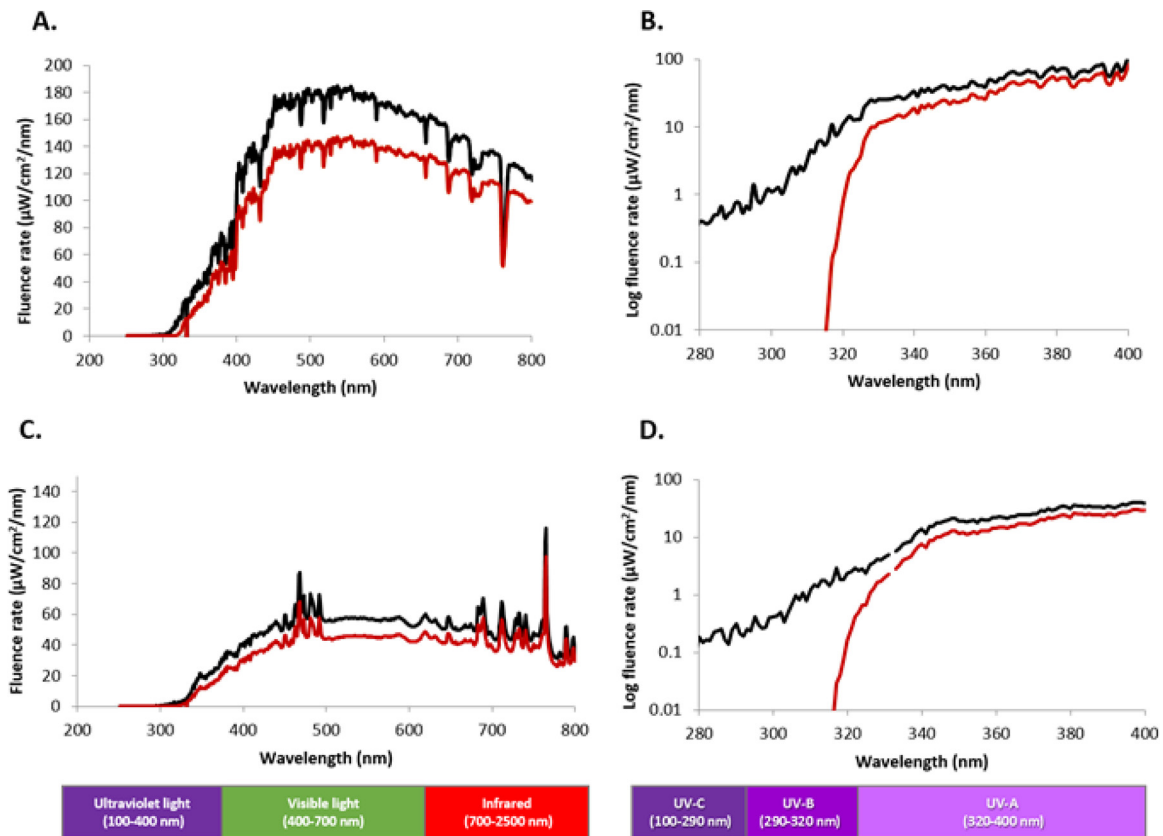 A.
Fluence rate (µW/cm²/nm)
200
180
160
140
120
100
80
60
40
20
0
200 300 400 500 600 700 800
Wavelength (nm)
B.
Log fluence rate (µW/cm²/nm)
100
10
1
0.1
0.01
280 300 320 340 360 380 400
Wavelength (nm)
C.
Fluence rate (µW/cm²/nm)
140
120
100
80
60
40
20
0
200 300 400 500 600 700 800
Wavelength (nm)
D.
Log fluence rate (µW/cm²/nm)
100
10
1
0.1
0.01
280 300 320 340 360 380 400
Wavelength (nm)
Ultraviolet light
(100-400 nm)
Visible light
(400-700 nm)
Infrared
(700-2500 nm)
UV-C
(100-290 nm)
UV-B
(290-320 nm)
UV-A
(320-400 nm)